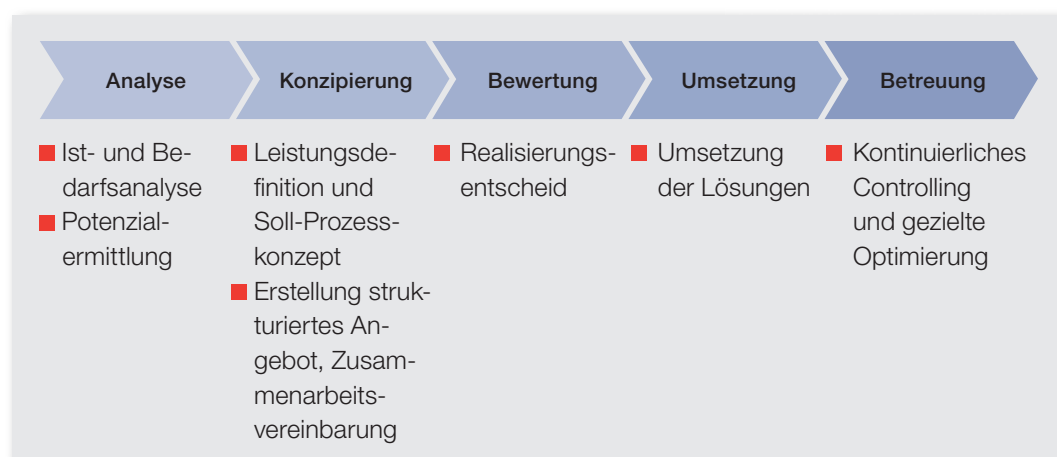 Analyse
Konzipierung
Bewertung
Umsetzung
Betreuung
Ist- und Be-
darfsanalyse
Potenzial-
ermittlung
Leistungsde-
finition und
Soll-Prozess-
konzept
Erstellung struk-
turiertes An-
gebot, Zusam-
menarbeits-
vereinbarung
Realisierungs-
entscheid
Umsetzung
der Lösungen
Kontinuierliches
Controlling
und gezielte
Optimierung